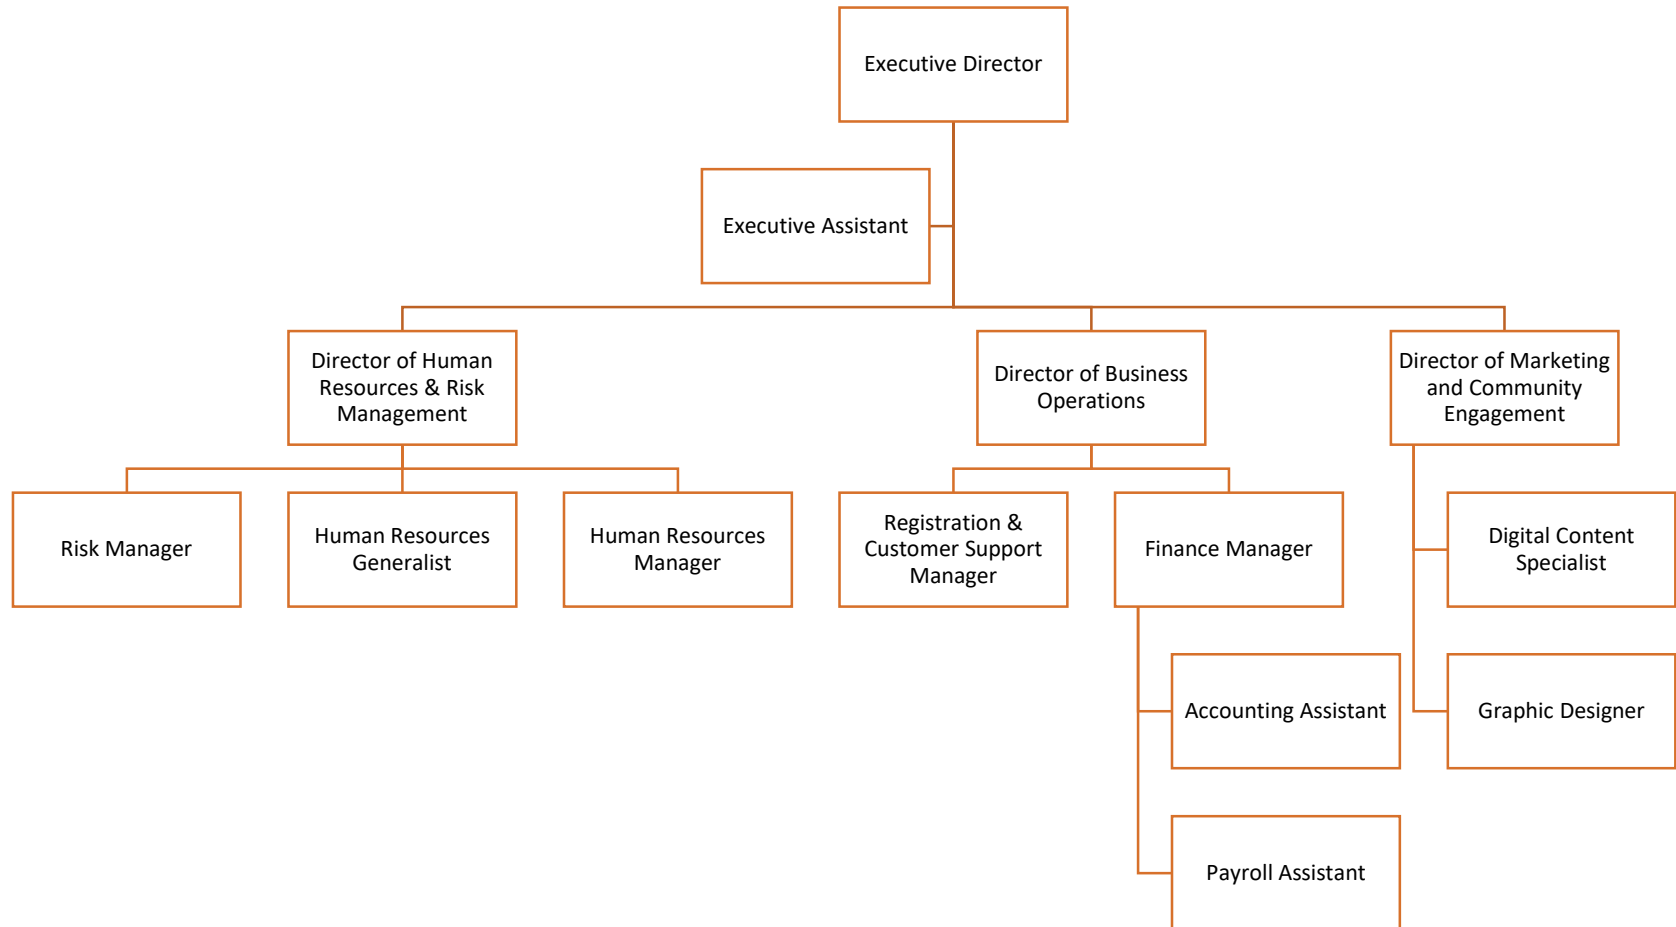 Executive Director
Executive Assistant
Director of Human
Resources & Risk
Management
Director of Business
Operations
Director of Marketing
and Community
Engagement
Risk Manager
Human Resources
Generalist
Human Resources
Manager
Registration &
Customer Support
Manager
Finance Manager
Digital Content
Specialist
Accounting Assistant
Graphic Designer
Payroll Assistant